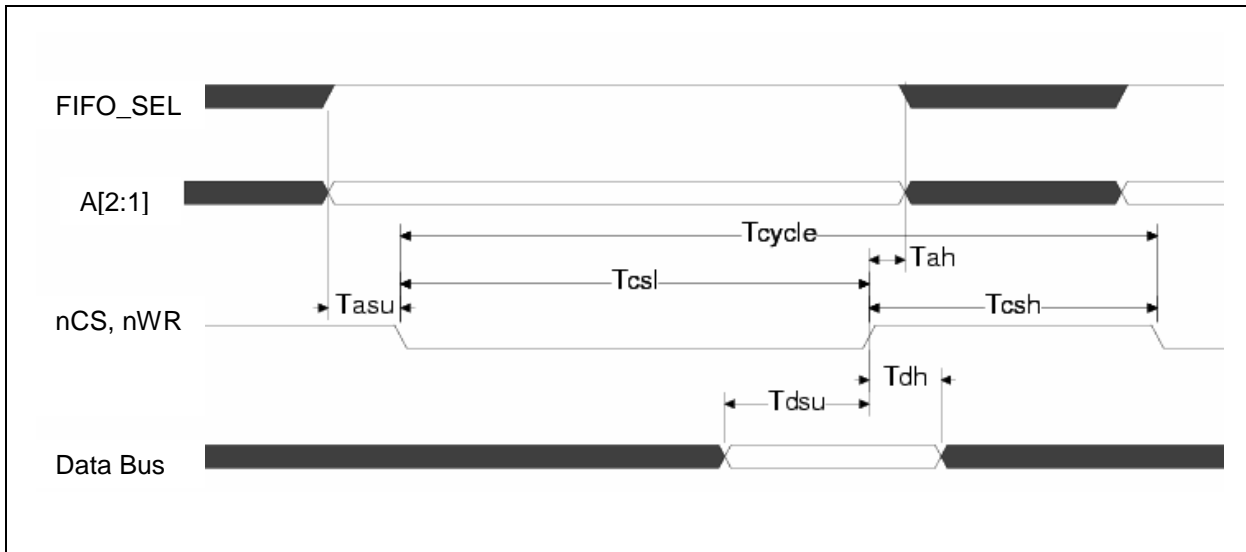 FIFO_SEL
A[2:1]
Tcycle
Tah
Tcsl
Tasu
Tcsh
nCS, nWR
Tdh
Tdsu
Data Bus